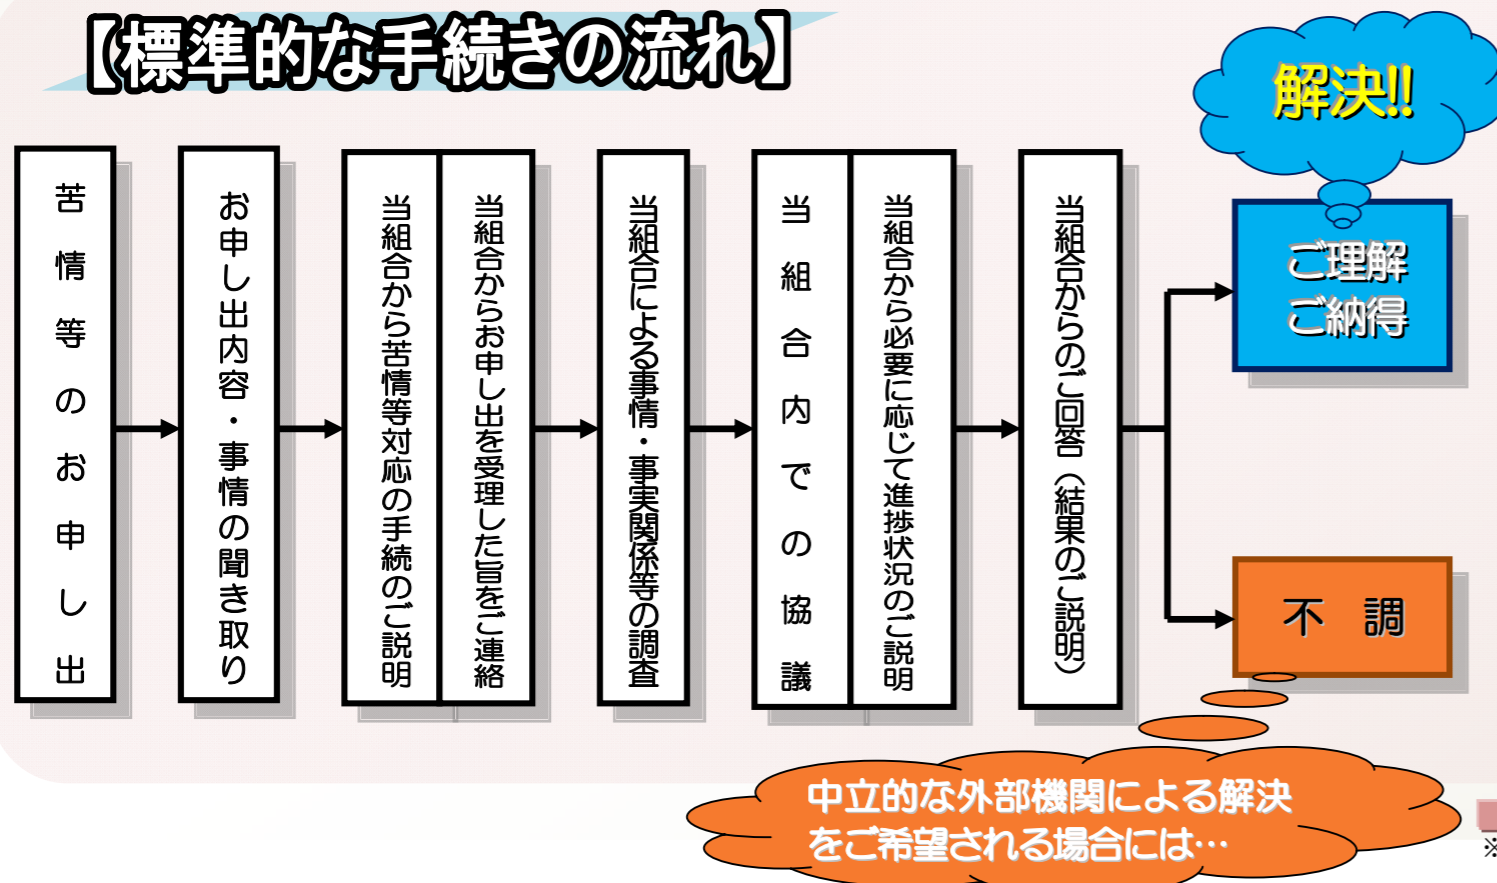 【標準的な手続きの流れ】
解決!!
苦情等のお申し出
お申し出内容・事情の聞き取り
当組合から苦情等対応の手続のご説明
当組合からお申し出を受理した旨をご連絡
当組合による事情・事実関係等の調査
当組合内での協議
当組合から必要に応じて進捗状況のご説明
当組合からのご回答（結果のご説明）
ご理解
ご納得
不　調
中立的な外部機関による解決
をご希望される場合には…
※